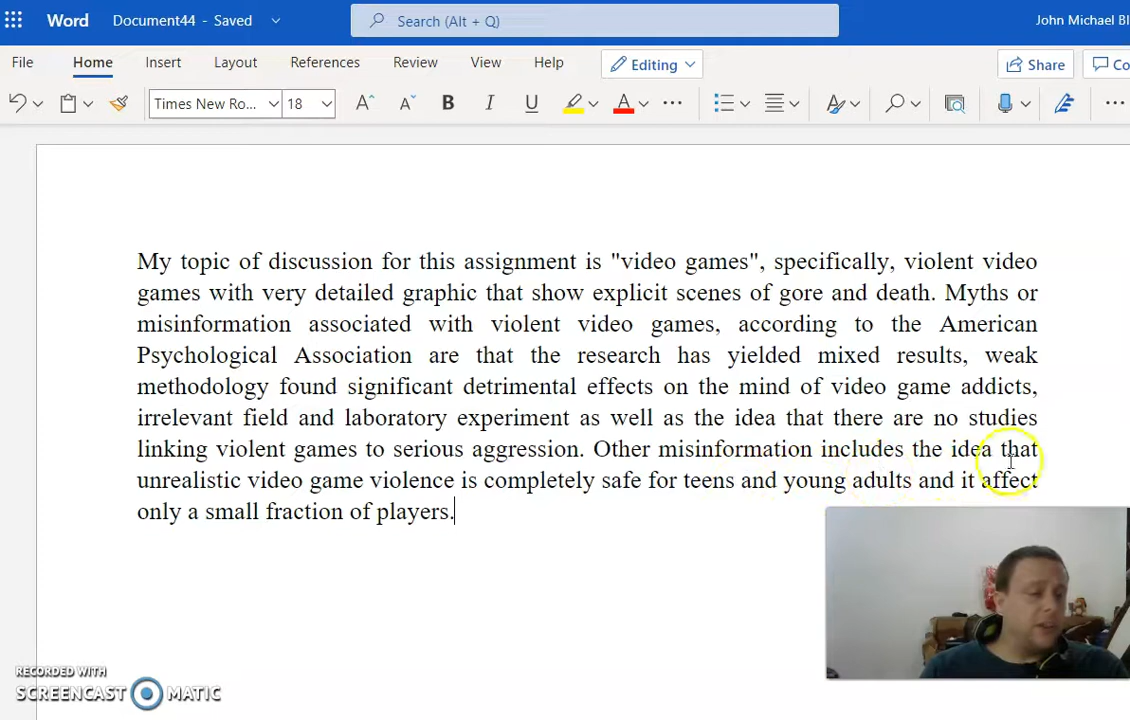 Word Document44 - Saved Search (Alt + Q) John Michael Bl
File Home Insert Layout References Review View Help Editing Share Co
Times New Ro... 18 A A B I U A
My topic of discussion for this assignment is "video games", specifically, violent video
games with very detailed graphic that show explicit scenes of gore and death. Myths or
misinformation associated with violent video games, according to the American
Psychological Association are that the research has yielded mixed results, weak
methodology found significant detrimental effects on the mind of video game addicts,
irrelevant field and laboratory experiment as well as the idea that there are no studies
linking violent games to serious aggression. Other misinformation includes the idea that
unrealistic video game violence is completely safe for teens and young adults and it affect
only a small fraction of players.
RECORDED WITH
SCREENCAST MATIC